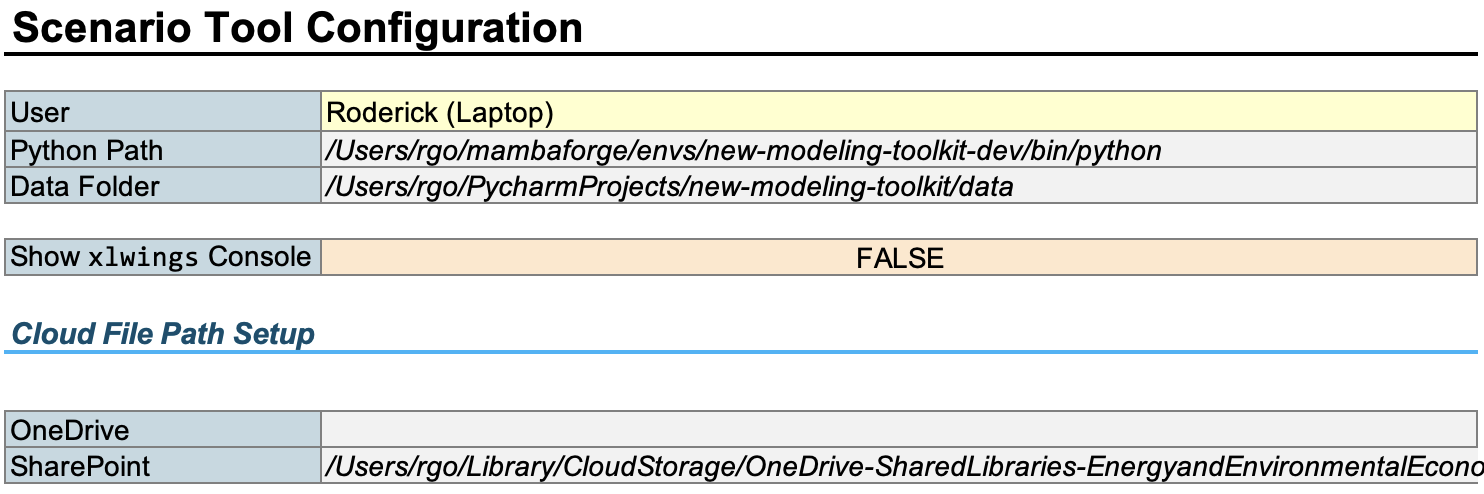 Scenario Tool Configuration
User Roderick (Laptop)
Python Path /Users/rgo/mambaforge/envs/new-modeling-toolkit-dev/bin/python
Data Folder /Users/rgo/PycharmProjects/new-modeling-toolkit/data
Show xlwings Console FALSE
Cloud File Path Setup
OneDrive
SharePoint /Users/rgo/Library/CloudStorage/OneDrive-SharedLibraries-EnergyandEnvironmentalEcono